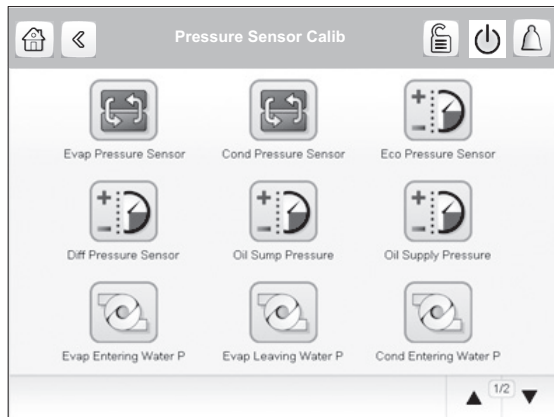 Pressure Sensor Calib
Evap Pressure Sensor
Cond Pressure Sensor
Eco Pressure Sensor
Diff Pressure Sensor
Oil Sump Pressure
Oil Supply Pressure
Evap Entering Water P
Evap Leaving Water P
Cond Entering Water P
1/2